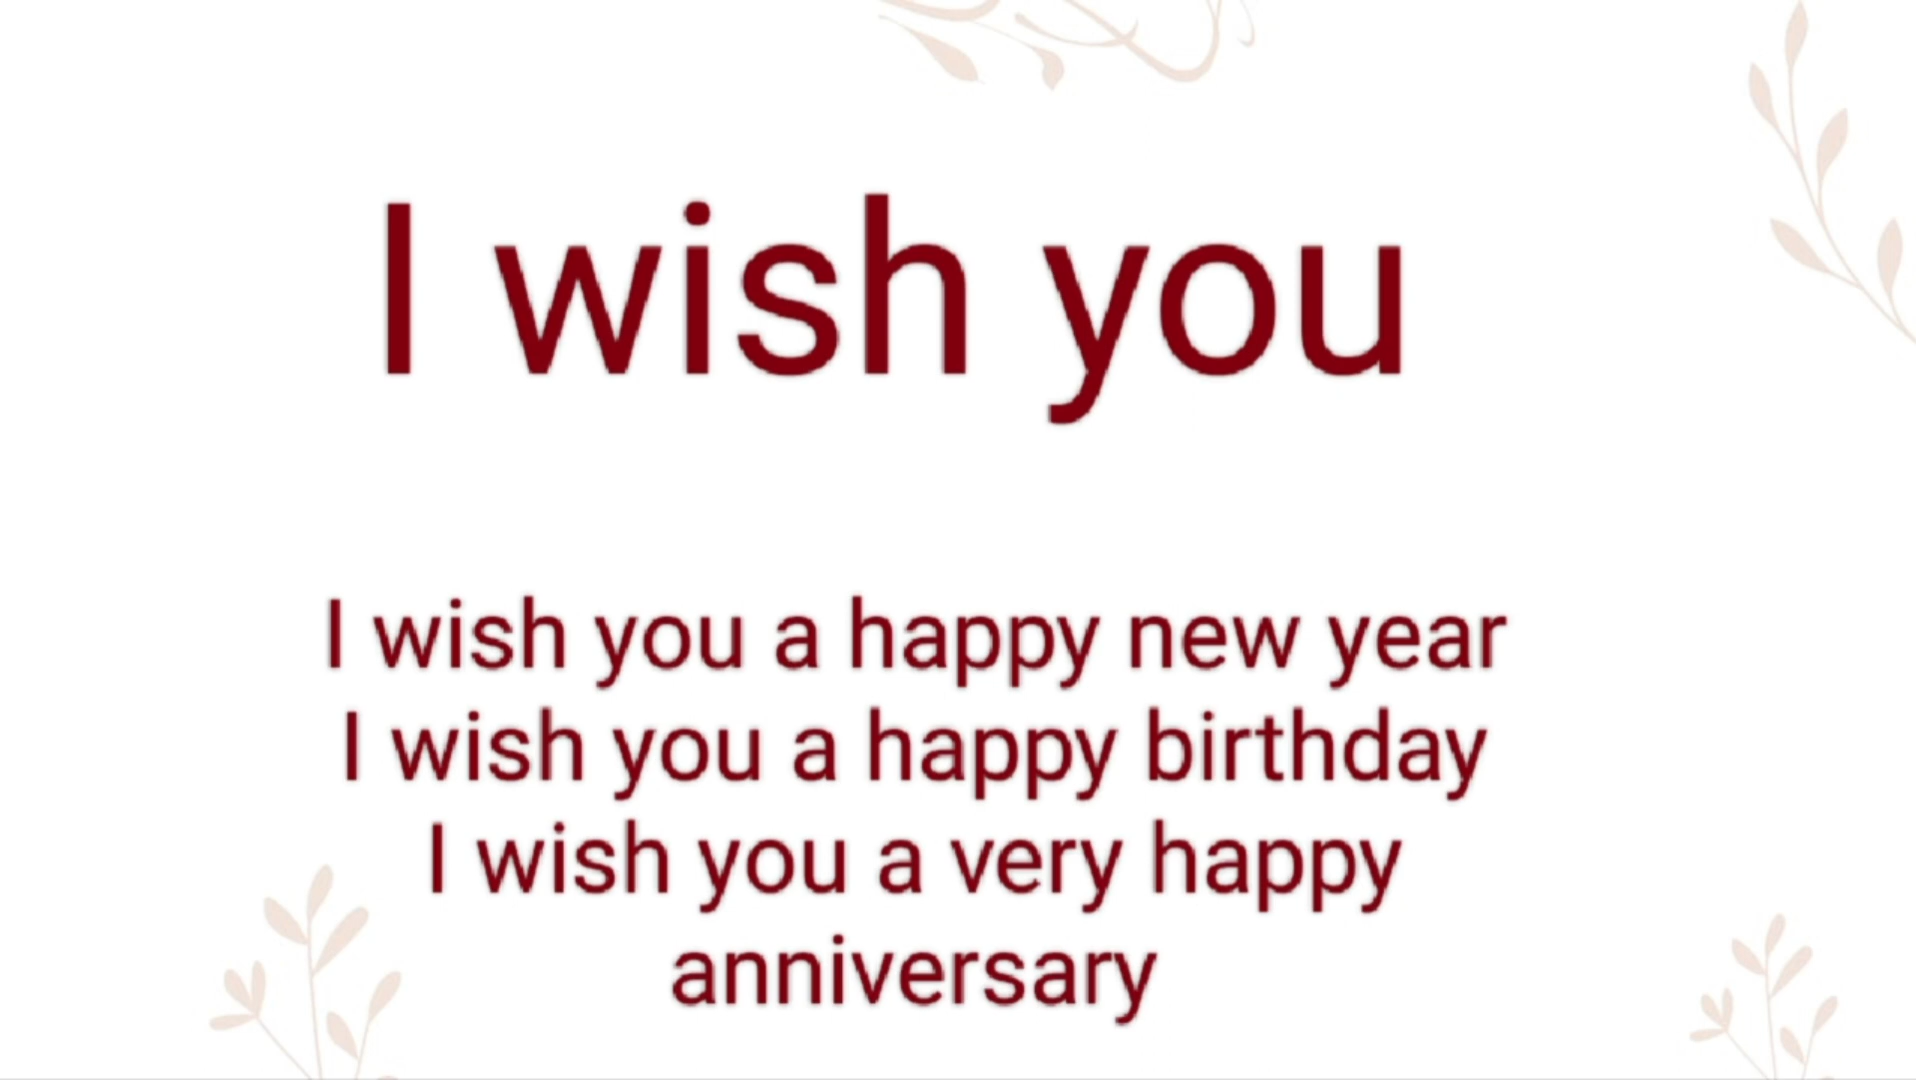 I wish you
I wish you a happy new year
I wish you a happy birthday
I wish you a very happy
anniversary